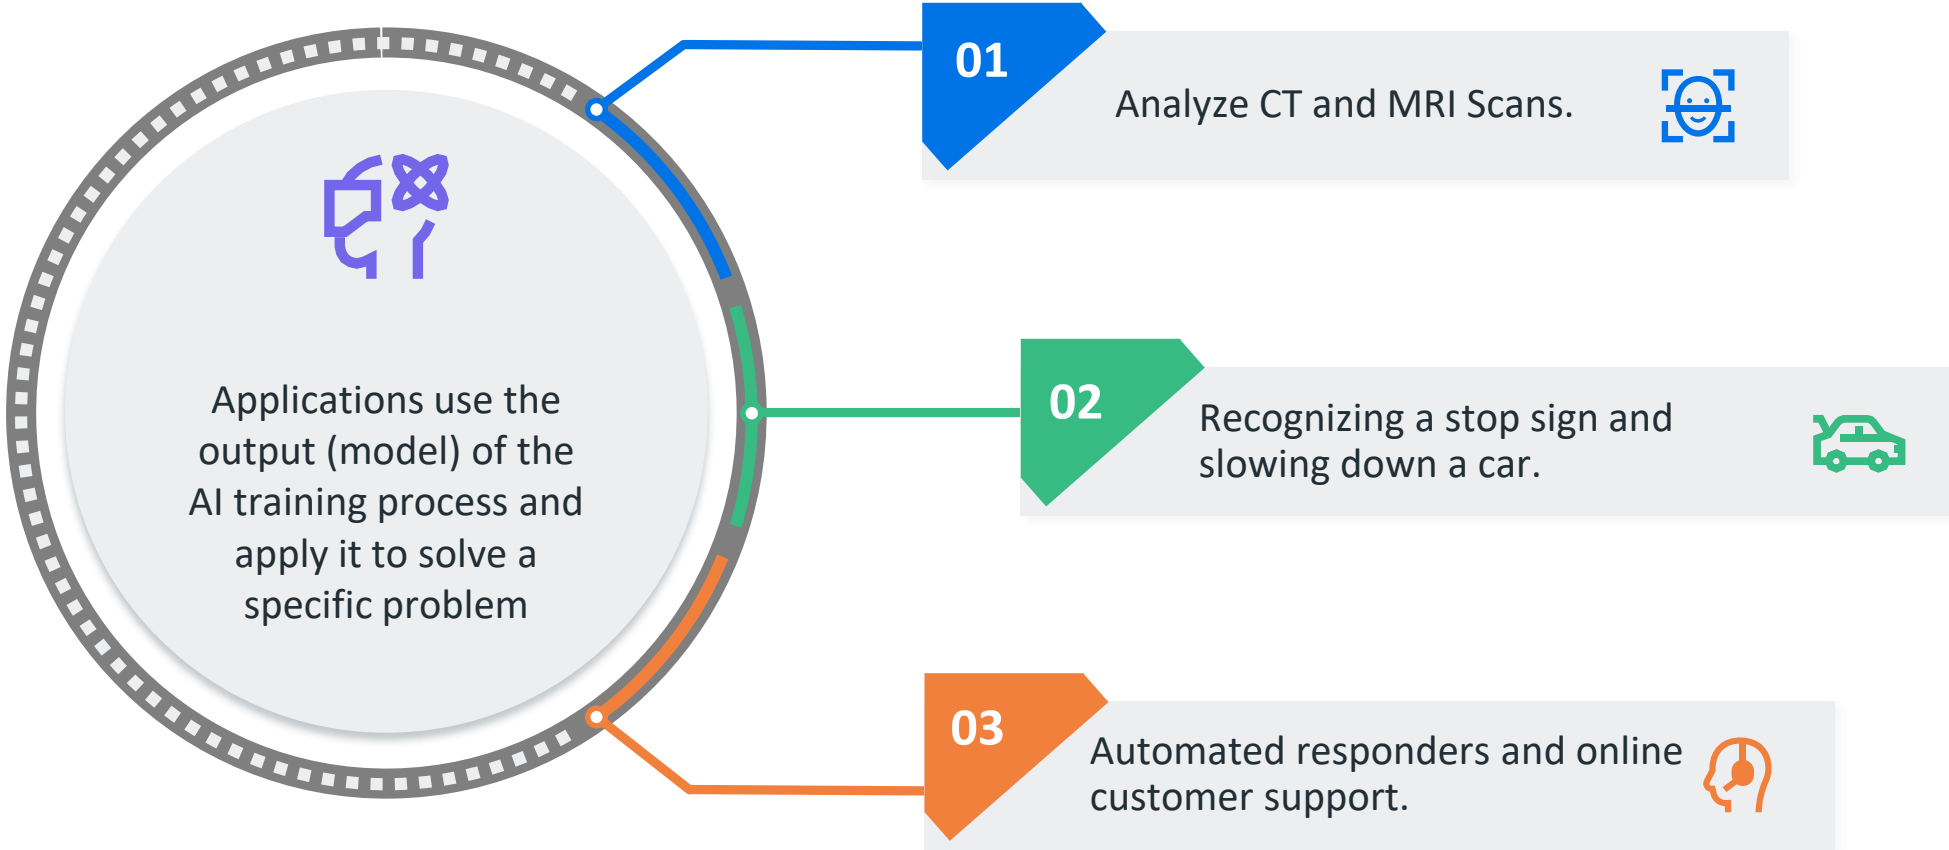 Applications use the
output (model) of the
AI training process and
apply it to solve a
specific problem
01
Analyze CT and MRI Scans.
02
Recognizing a stop sign and
slowing down a car.
03
Automated responders and online
customer support.